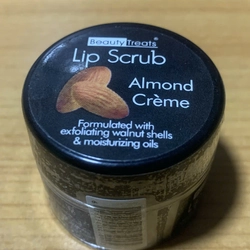 Beauty Treats
Lip Scrub
Almond
Crème
Formulated with
exfoliating walnut shells
& moisturizing oils